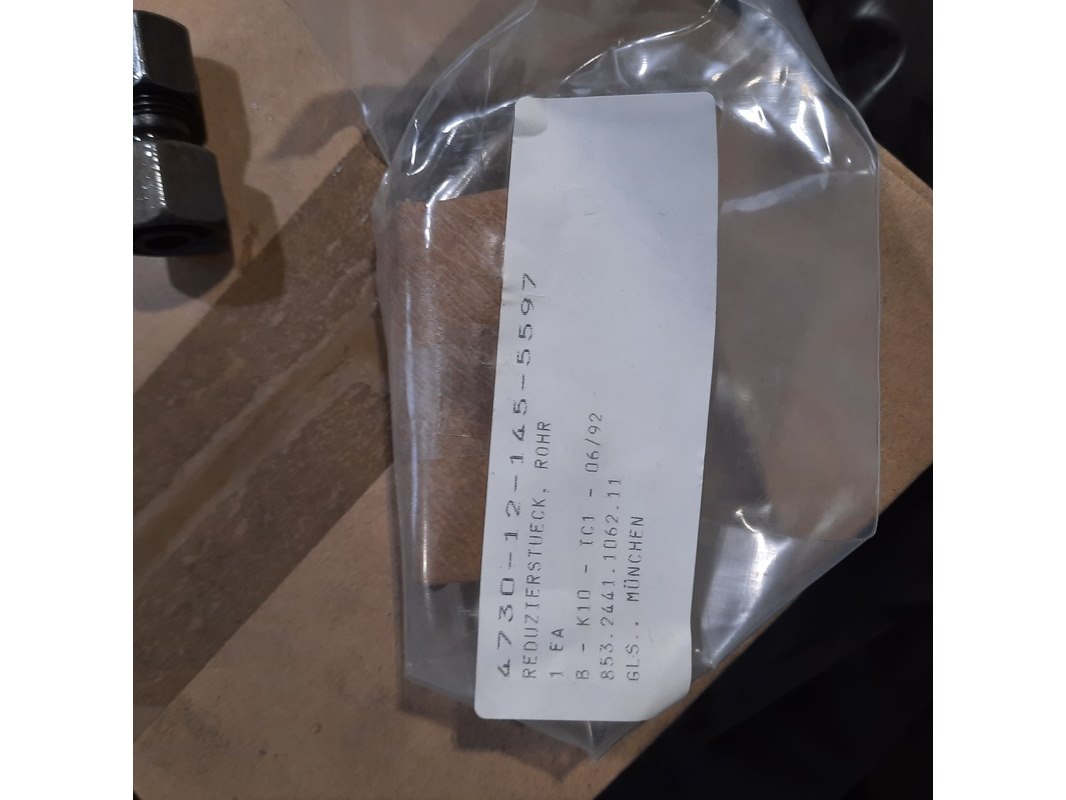 4730-12-145-5597
REDUZIERSTUECK, ROHR
1 EA
B - K10 - IC1 - 06/92
853.2441.1062.11
GLS., MÜNCHEN